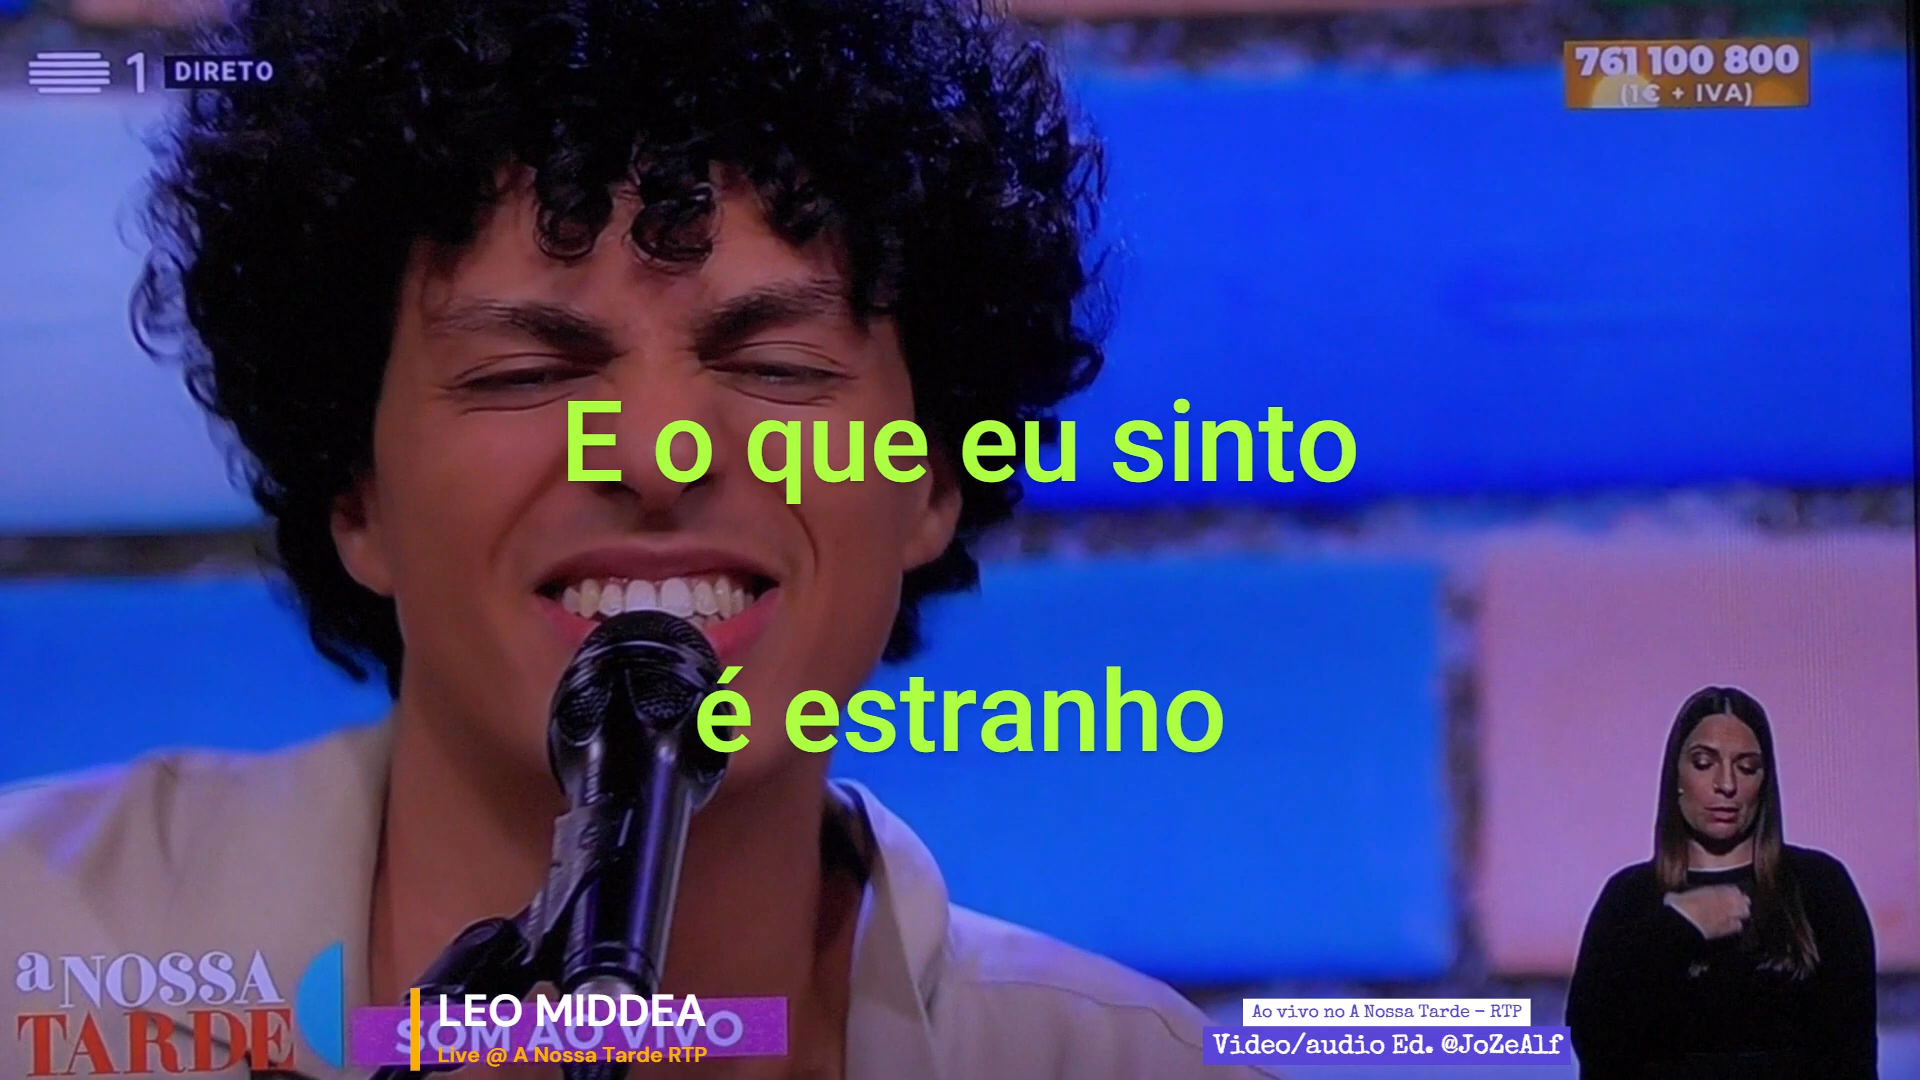 1 DIRETO
761 100 800
(1€ + IVA)
E o que eu sinto
é estranho
a NOSSA
TARDE
LEO MIDDEA
SOM AO VIVO
Live @ A Nossa Tarde RTP
Ao vivo no A Nossa Tarde - RTP
Video/audio Ed. @JoZeAlf